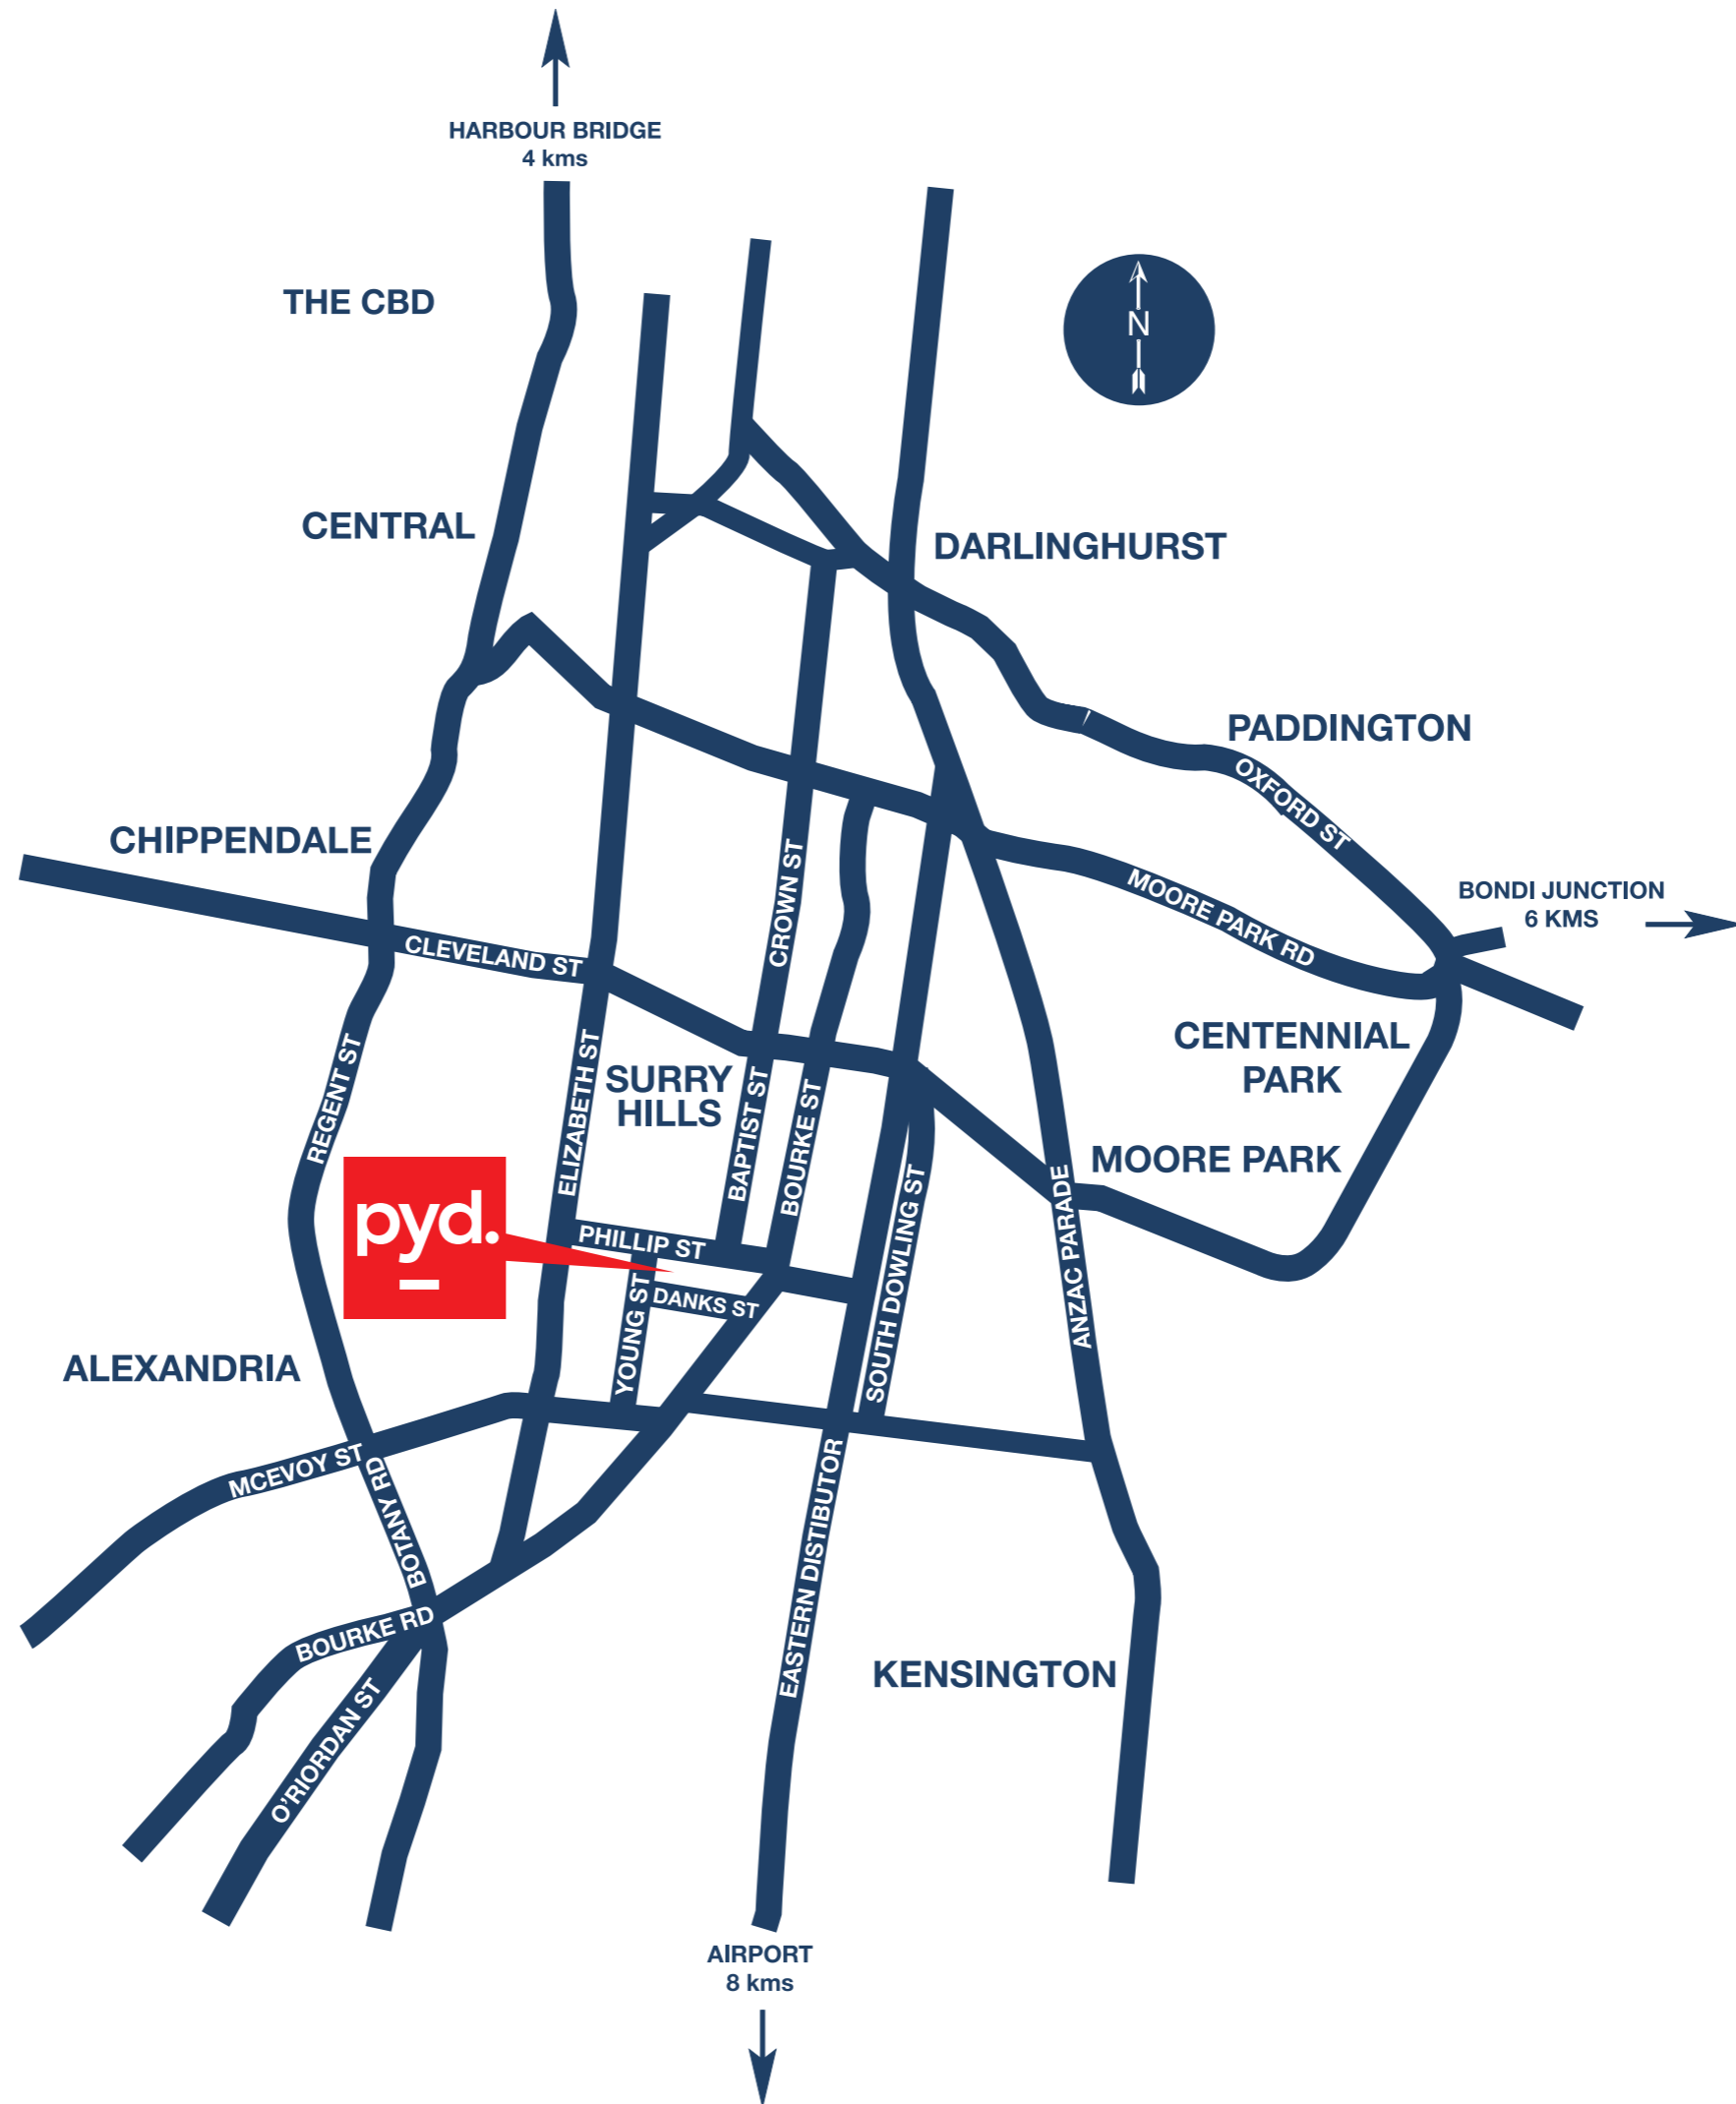 HARBOUR BRIDGE
4 kms
THE CBD
N
CENTRAL
DARLINGHURST
PADDINGTON
OXFORD ST
CHIPPENDALE
MOORE PARK RD
BONDI JUNCTION
6 KMS
CROWN ST
CLEVELAND ST
CENTENNIAL
PARK
REGENT ST
ELIZABETH ST
SURRY
HILLS
BAPTIST ST
BOURKE ST
MOORE PARK
pyd.
PHILLIP ST
SOUTH DOWLING ST
ANZAC PARADE
YOUNG ST
DANKS ST
ALEXANDRIA
MCEVOY ST
BOTANY RD
EASTERN DISTIBUTOR
BOURKE RD
KENSINGTON
O'RIORDAN ST
AIRPORT
8 kms